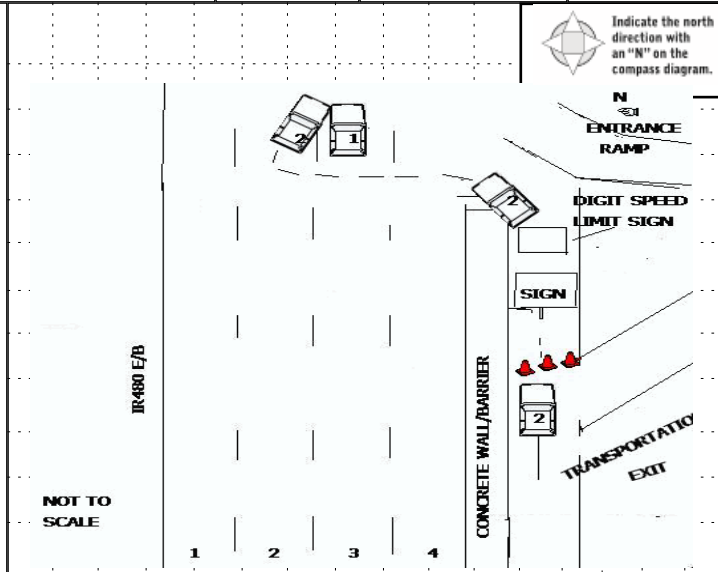 Indicate the north
direction with
an “N” on the
compass diagram.
N
ENTRANCE
RAMP
2
1
2
DIGIT SPEED
LIMIT SIGN
SIGN
IR480 E/B
CONCRETE WALL/BARRIER
2
TRANSPORTATIO
EXIT
NOT TO
SCALE
1 2 3 4